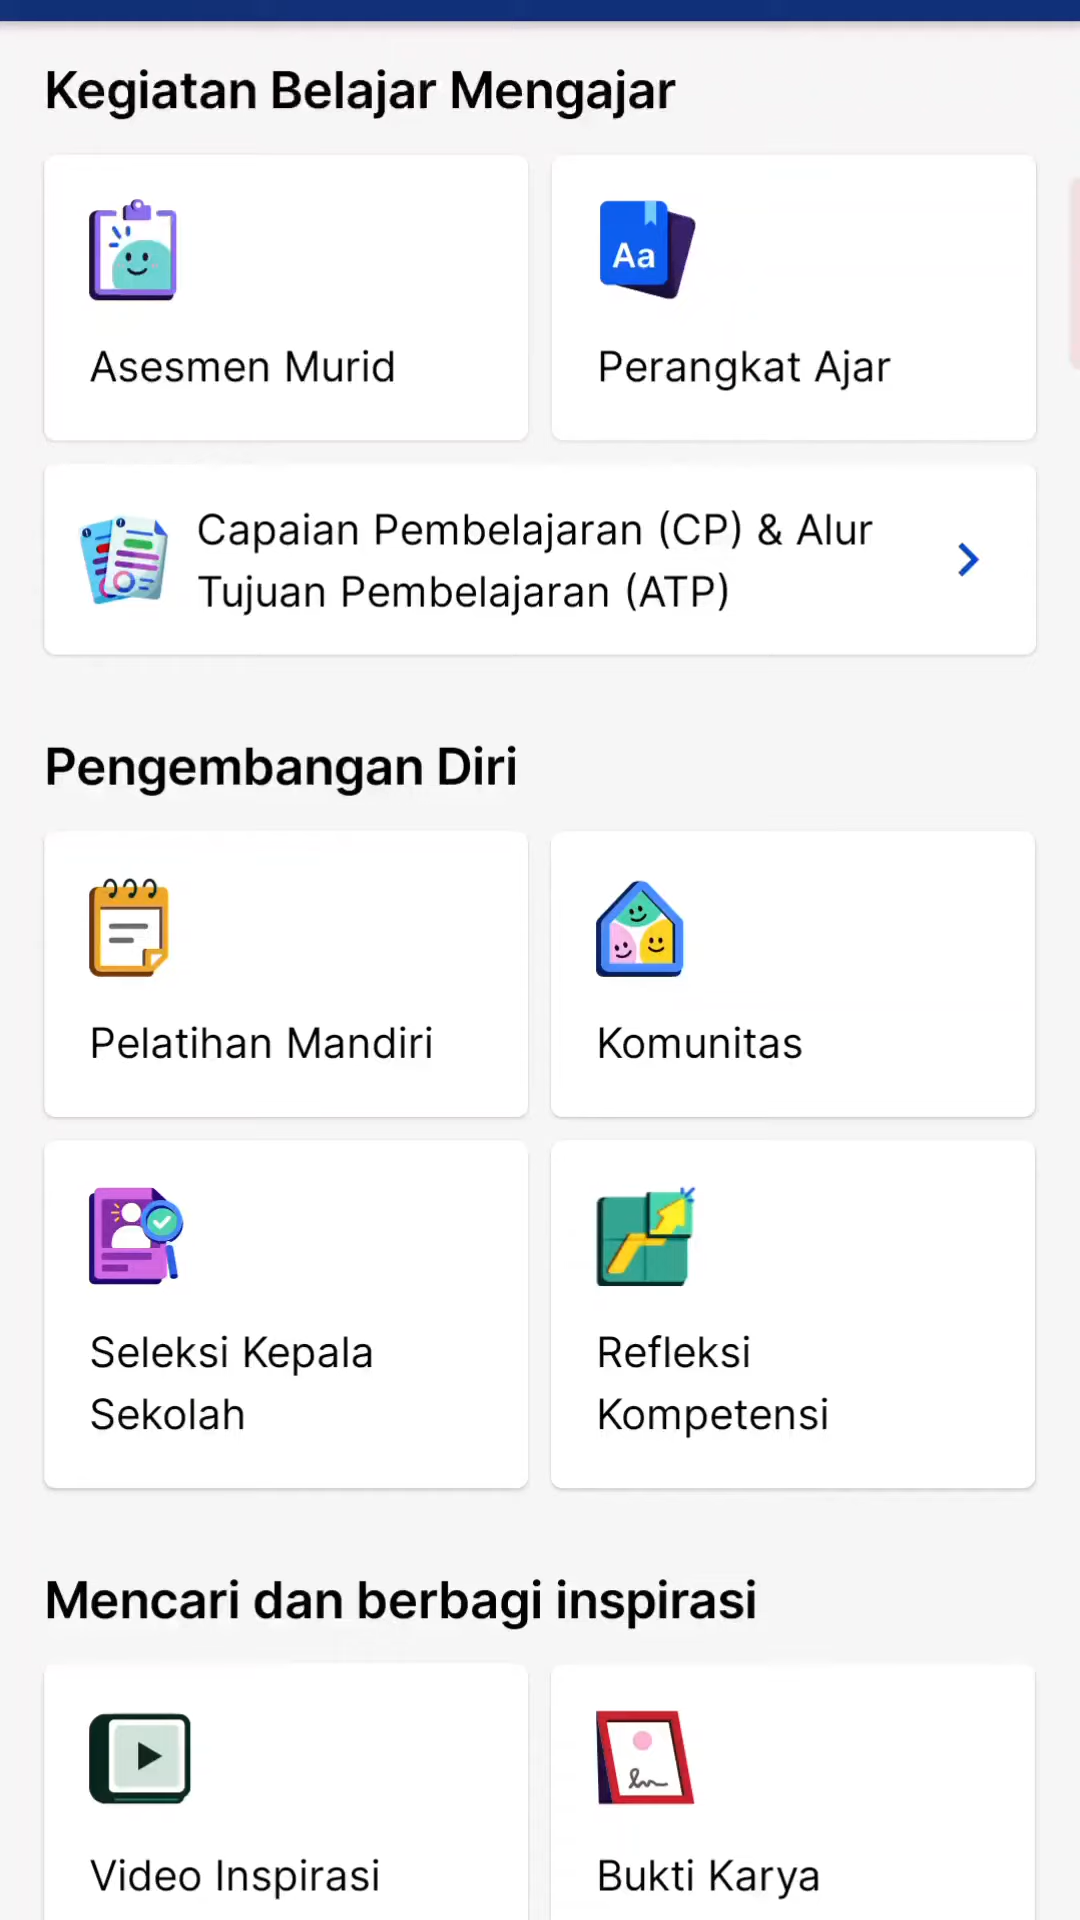 Kegiatan Belajar Mengajar
Aa
Asesmen Murid
Perangkat Ajar
Capaian Pembelajaran (CP) & Alur
Tujuan Pembelajaran (ATP)
Pengembangan Diri
Pelatihan Mandiri
Komunitas
Seleksi Kepala
Sekolah
Refleksi
Kompetensi
Mencari dan berbagi inspirasi
Video Inspirasi
Bukti Karya